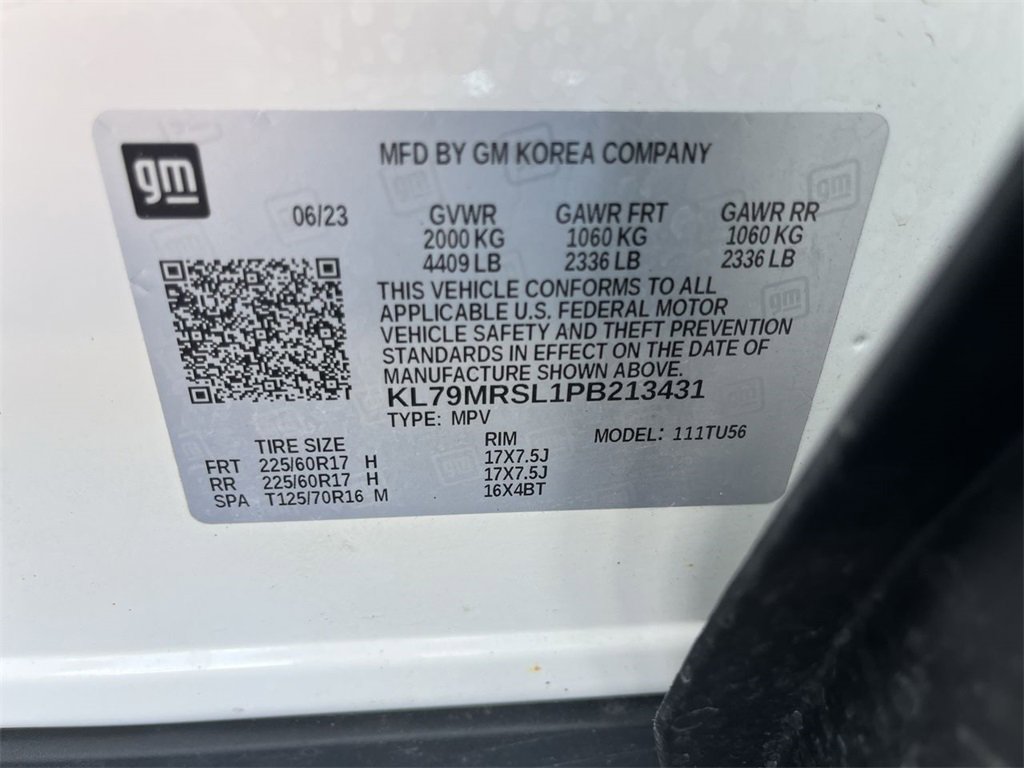 gm
MFD BY GM KOREA COMPANY
06/23 GVWR GAWR FRT GAWR RR
2000 KG 1060 KG 1060 KG
4409 LB 2336 LB 2336 LB
THIS VEHICLE CONFORMS TO ALL
APPLICABLE U.S. FEDERAL MOTOR
VEHICLE SAFETY AND THEFT PREVENTION
STANDARDS IN EFFECT ON THE DATE OF
MANUFACTURE SHOWN ABOVE.
KL79MRSL1PB213431
TYPE: MPV MODEL: 111TU56
TIRE SIZE RIM
FRT 225/60R17 H 17X7.5J
RR 225/60R17 H 17X7.5J
SPA T125/70R16 M 16X4BT